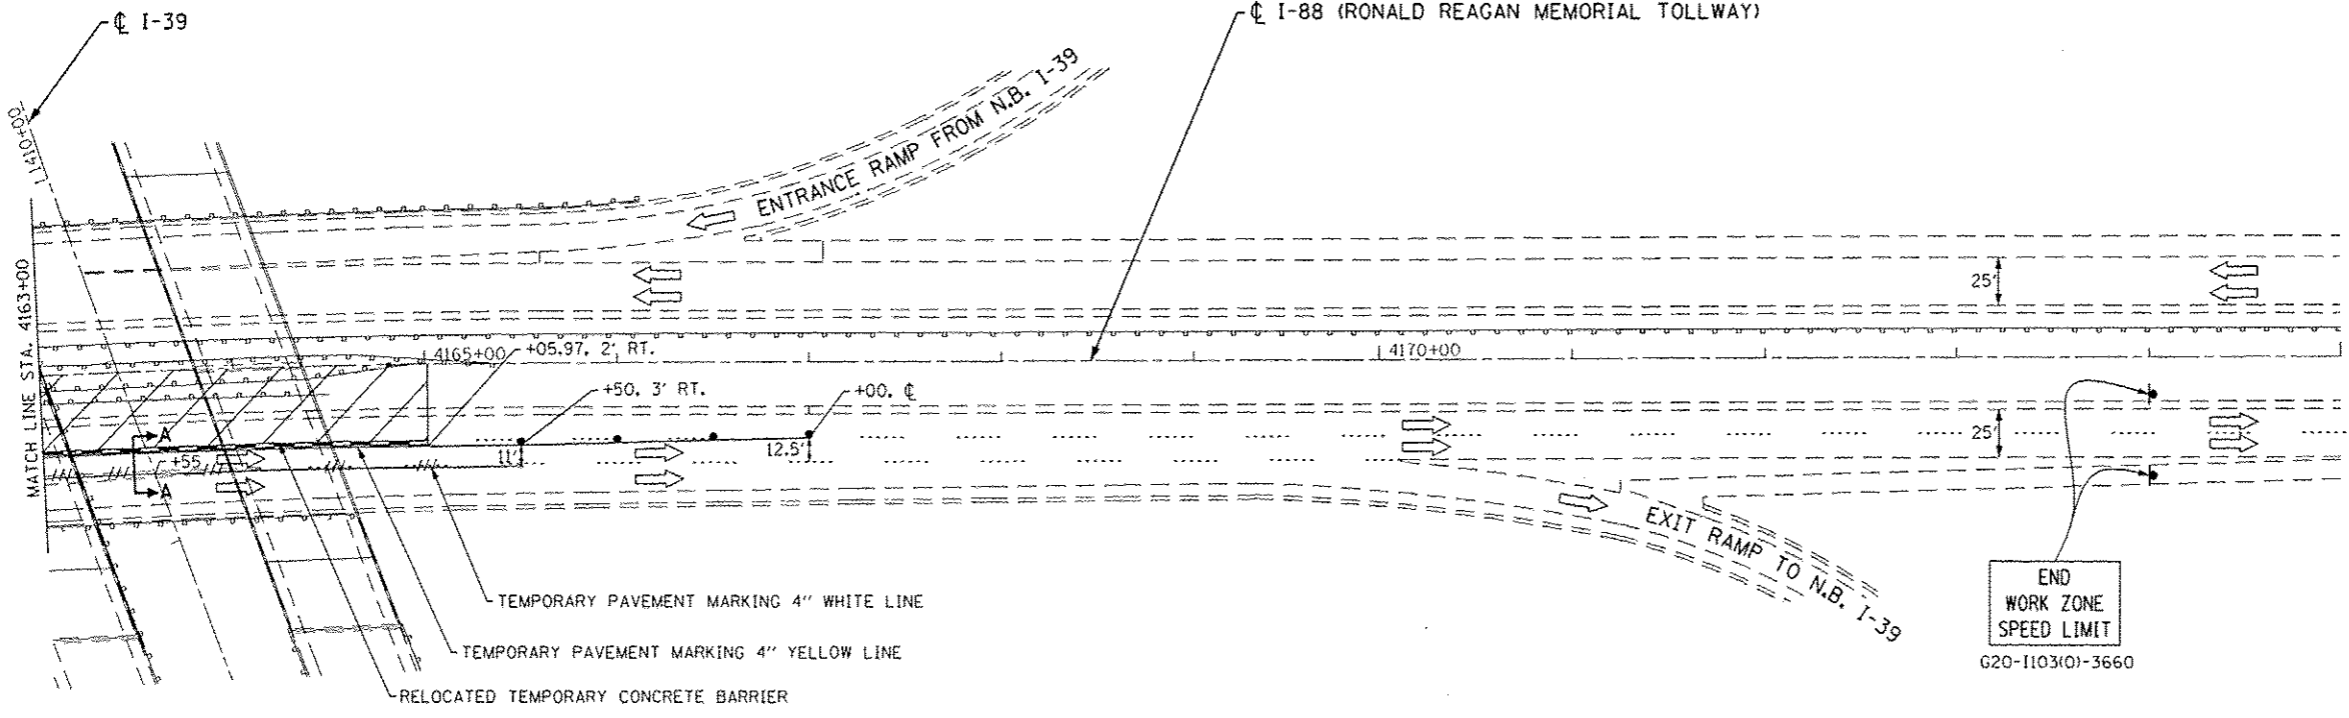 ℄ I-39
℄ I-88 (RONALD REAGAN MEMORIAL TOLLWAY)
1410+00
ENTRANCE RAMP FROM N.B. I-39
MATCH LINE STA. 4163+00
25'
4165+00
+05.97, 2' RT.
4170+00
+50, 3' RT.
+00, ℄
A
+55
A
11'
12.5'
25'
EXIT RAMP TO N.B. I-39
TEMPORARY PAVEMENT MARKING 4" WHITE LINE
TEMPORARY PAVEMENT MARKING 4" YELLOW LINE
RELOCATED TEMPORARY CONCRETE BARRIER
END
WORK ZONE
SPEED LIMIT
G20-I103(O)-3660